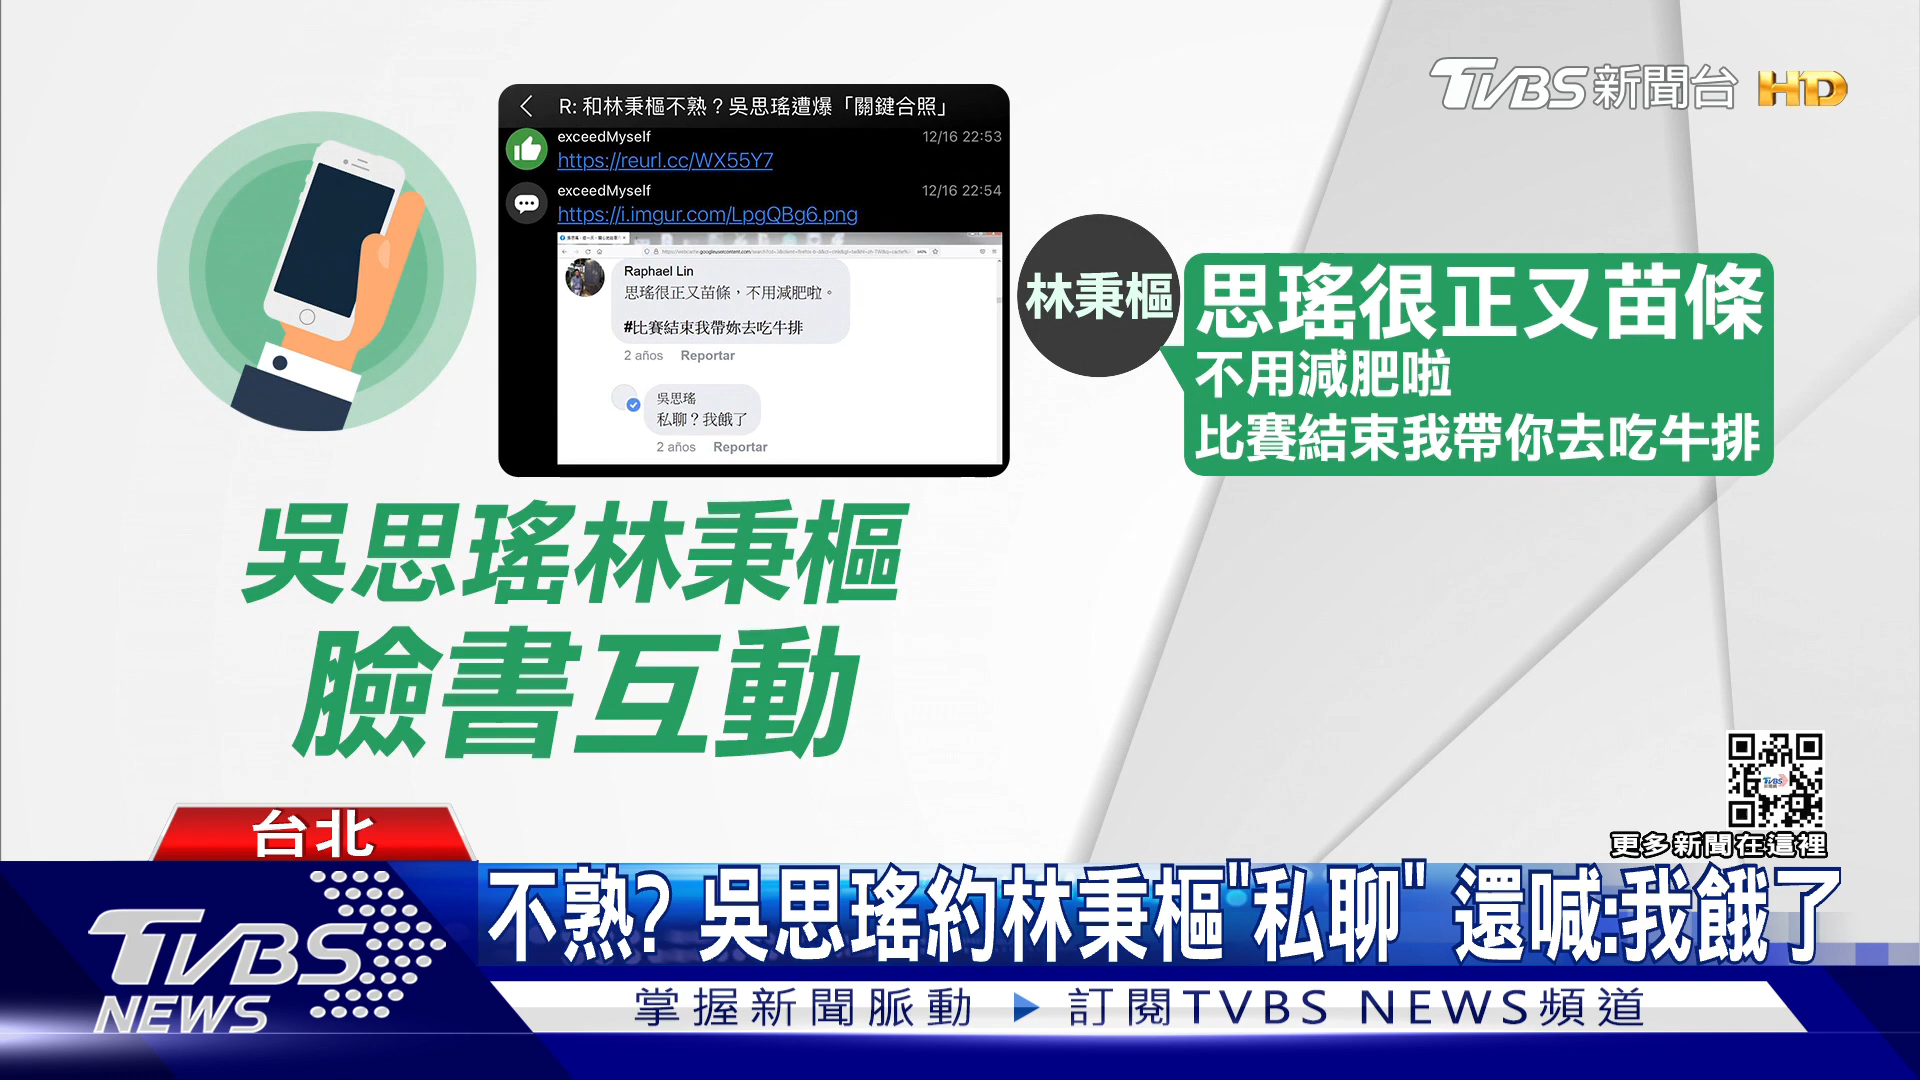 TVBS新聞台 HD
R: 和林秉樞不熟？吳思瑤遭爆「關鍵合照」
exceedMyself 12/16 22:53
https://reurl.cc/WX55Y7
exceedMyself 12/16 22:54
https://i.imgur.com/LpgQBg6.png
Raphael Lin
思瑤很正又苗條，不用減肥啦。
#比賽結束我帶妳去吃牛排
2 años Reportar
吳思瑤
私聊？我餓了
2 años Reportar
林秉樞
思瑤很正又苗條
不用減肥啦
比賽結束我帶你去吃牛排
吳思瑤林秉樞
臉書互動
TVBS
更多新聞在這裡
台北
不熟? 吳思瑤約林秉樞"私聊" 還喊:我餓了
TVBS
NEWS
掌握新聞脈動 ▶ 訂閱TVBS NEWS頻道